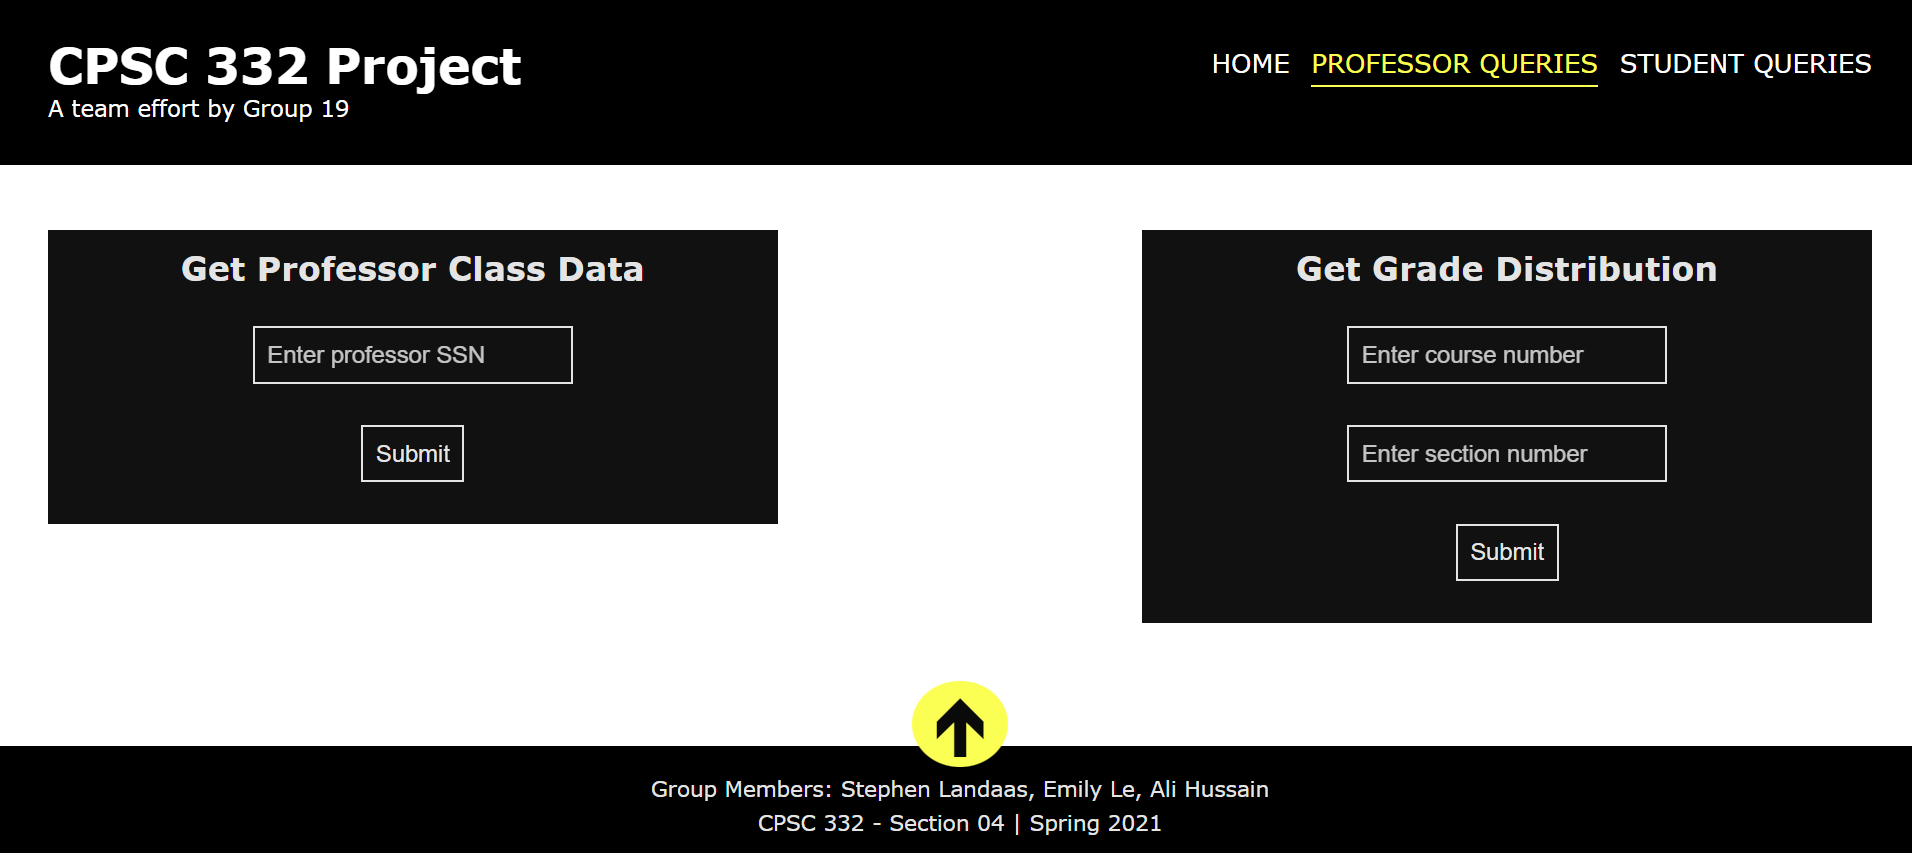 CPSC 332 Project
A team effort by Group 19
HOME PROFESSOR QUERIES STUDENT QUERIES
Get Professor Class Data
Enter professor SSN
Submit
Get Grade Distribution
Enter course number
Enter section number
Submit
Group Members: Stephen Landaas, Emily Le, Ali Hussain
CPSC 332 - Section 04 | Spring 2021